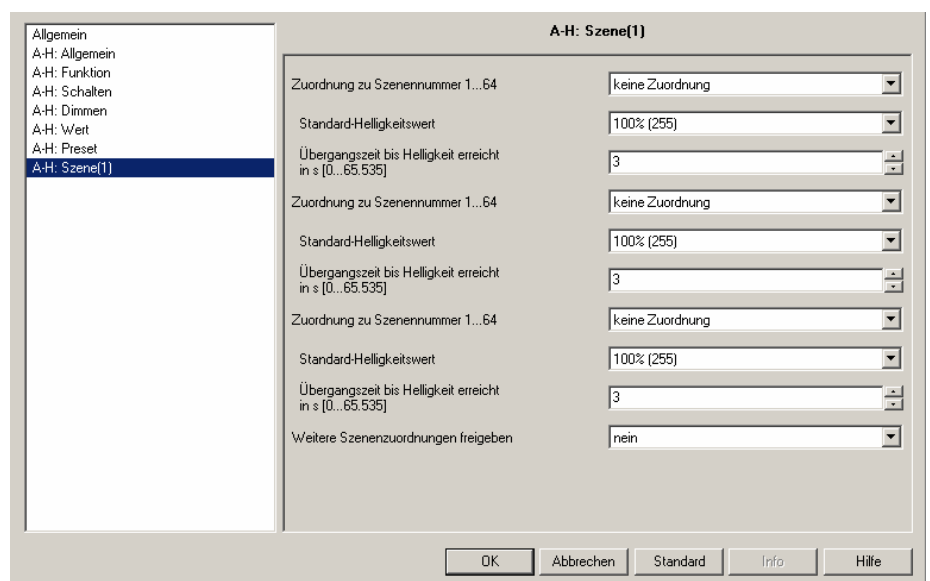 A-H: Szene(1)
Allgemein
A-H: Allgemein
A-H: Funktion
A-H: Schalten
A-H: Dimmen
A-H: Wert
A-H: Preset
A-H: Szene(1)
Zuordnung zu Szenennummer 1...64 keine Zuordnung
Standard-Helligkeitswert 100% (255)
Übergangszeit bis Helligkeit erreicht
in s [0...65.535] 3
Zuordnung zu Szenennummer 1...64 keine Zuordnung
Standard-Helligkeitswert 100% (255)
Übergangszeit bis Helligkeit erreicht
in s [0...65.535] 3
Zuordnung zu Szenennummer 1...64 keine Zuordnung
Standard-Helligkeitswert 100% (255)
Übergangszeit bis Helligkeit erreicht
in s [0...65.535] 3
Weitere Szenenzuordnungen freigeben nein
OK Abbrechen Standard Info Hilfe